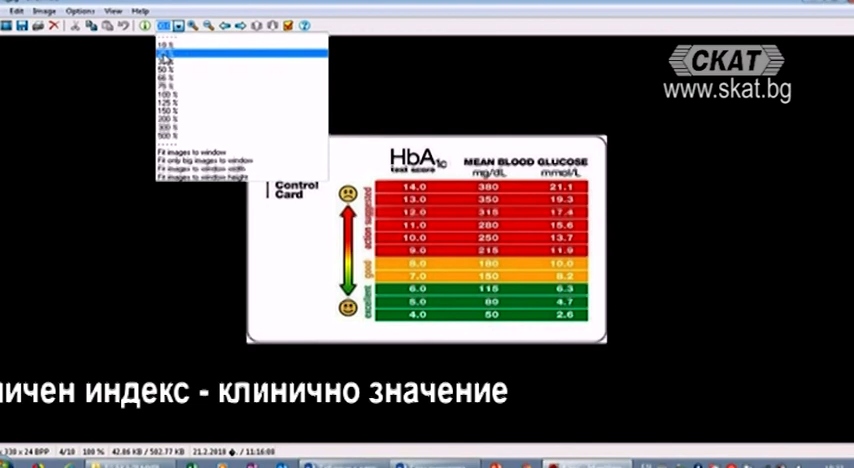 Edit Image Options View Help
СКАТ
www.skat.bg
10 %
50 %
66 %
75 %
100 %
125 %
150 %
200 %
300 %
500 %
Fit images to window
Fit only big images to window
Fit images to window width
Fit images to window height
Control
Card
HbA1c
test score
MEAN BLOOD GLUCOSE
mg/dL mmol/L
action suggested
good
excellent
14.0 380 21.1
13.0 350 19.3
12.0 315 17.4
11.0 280 15.6
10.0 250 13.7
9.0 215 11.9
8.0 180 10.0
7.0 150 8.2
6.0 115 6.3
5.0 80 4.7
4.0 50 2.6
ичен индекс - клинично значение
x 330 x 24 BPP 4/10 100 % 42.86 KB / 502.77 KB 21.2.2018 / 11:16:08